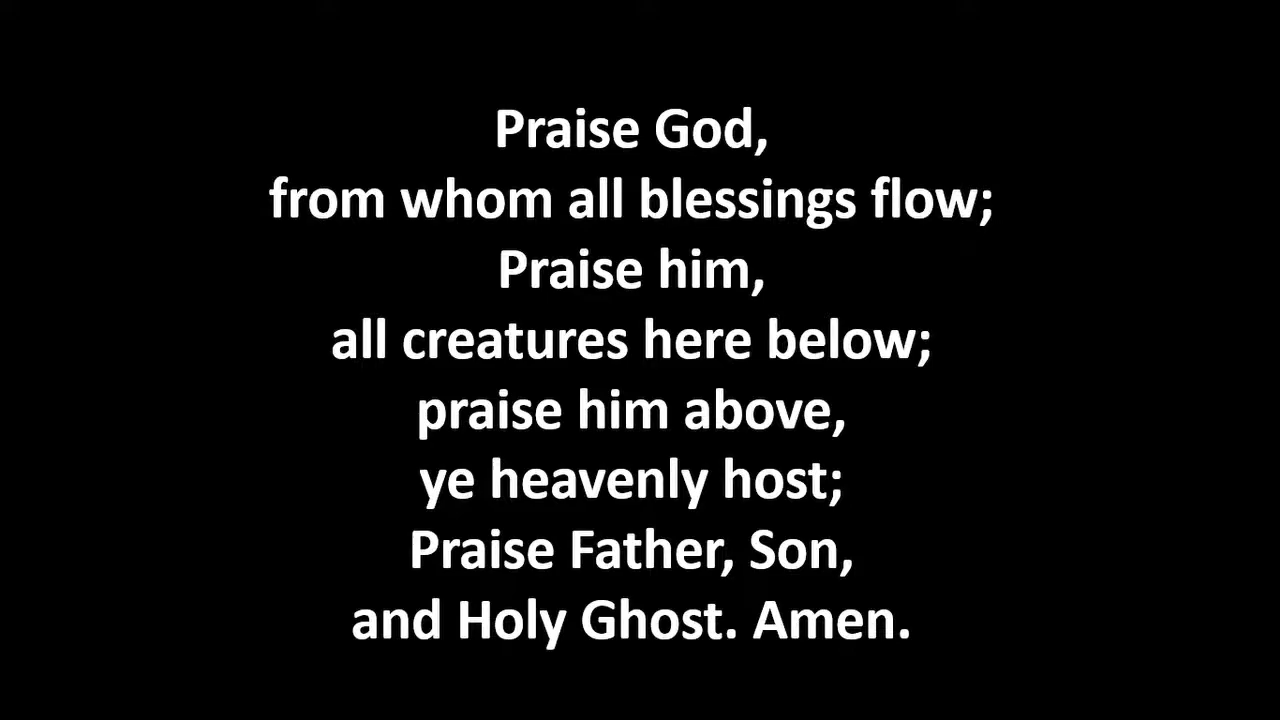 Praise God,
from whom all blessings flow;
Praise him,
all creatures here below;
praise him above,
ye heavenly host;
Praise Father, Son,
and Holy Ghost. Amen.